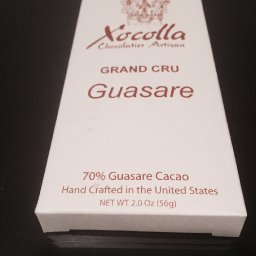 Xocolla
Chocolatier Artisan
GRAND CRU
Guasare
70% Guasare Cacao
Hand Crafted in the United States
NET WT. 2.0 Oz (56g)